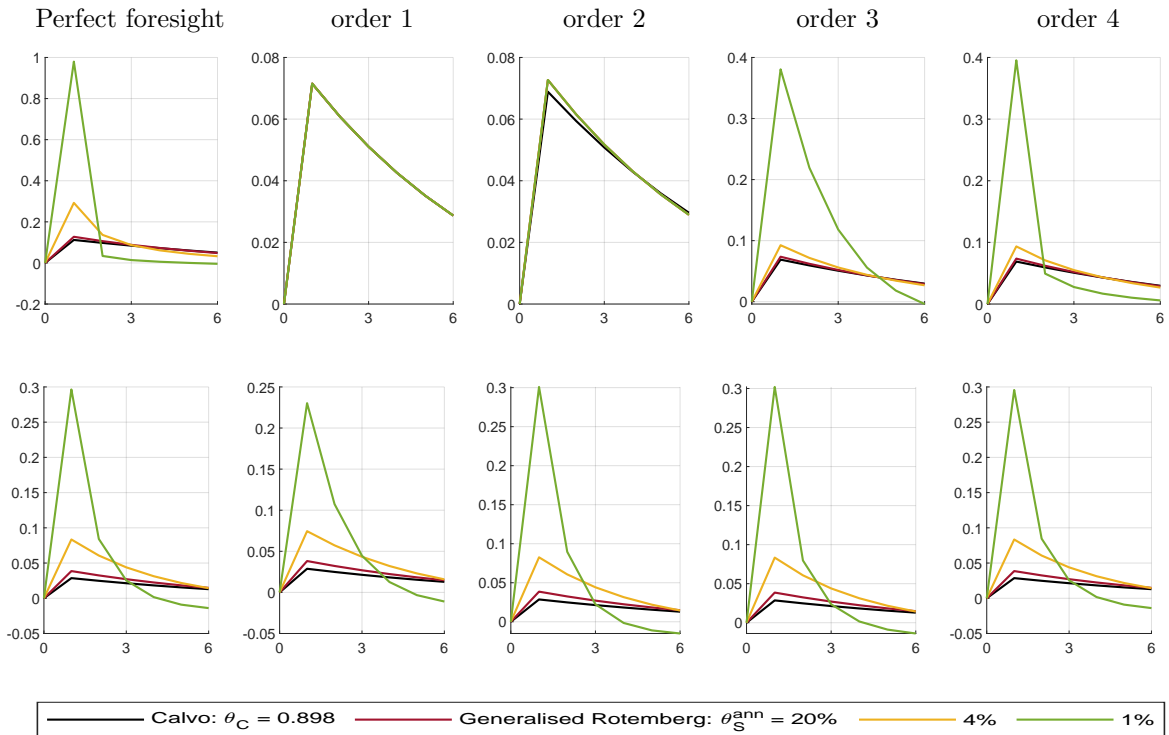 Perfect foresight order 1 order 2 order 3 order 4
1 0.08 0.08 0.4 0.4
0.8
0.6 0.06 0.06 0.3 0.3
0.4 0.04 0.04 0.2 0.2
0.2
0 0.02 0.02 0.1 0.1
-0.2 0 0 0 0
0 3 6 0 3 6 0 3 6 0 3 6 0 3 6
0.3 0.25 0.3 0.3 0.3
0.25 0.2 0.25 0.25 0.25
0.2 0.15 0.2 0.2 0.2
0.15 0.1 0.15 0.15 0.15
0.1 0.05 0.1 0.1 0.1
0.05 0 0.05 0.05 0.05
0 0 0 0
-0.05 -0.05 -0.05
0 3 6 0 3 6 0 3 6 0 3 6 0 3 6
Calvo: θ_C = 0.898 Generalised Rotemberg: θ_S^ann = 20% 4% 1%